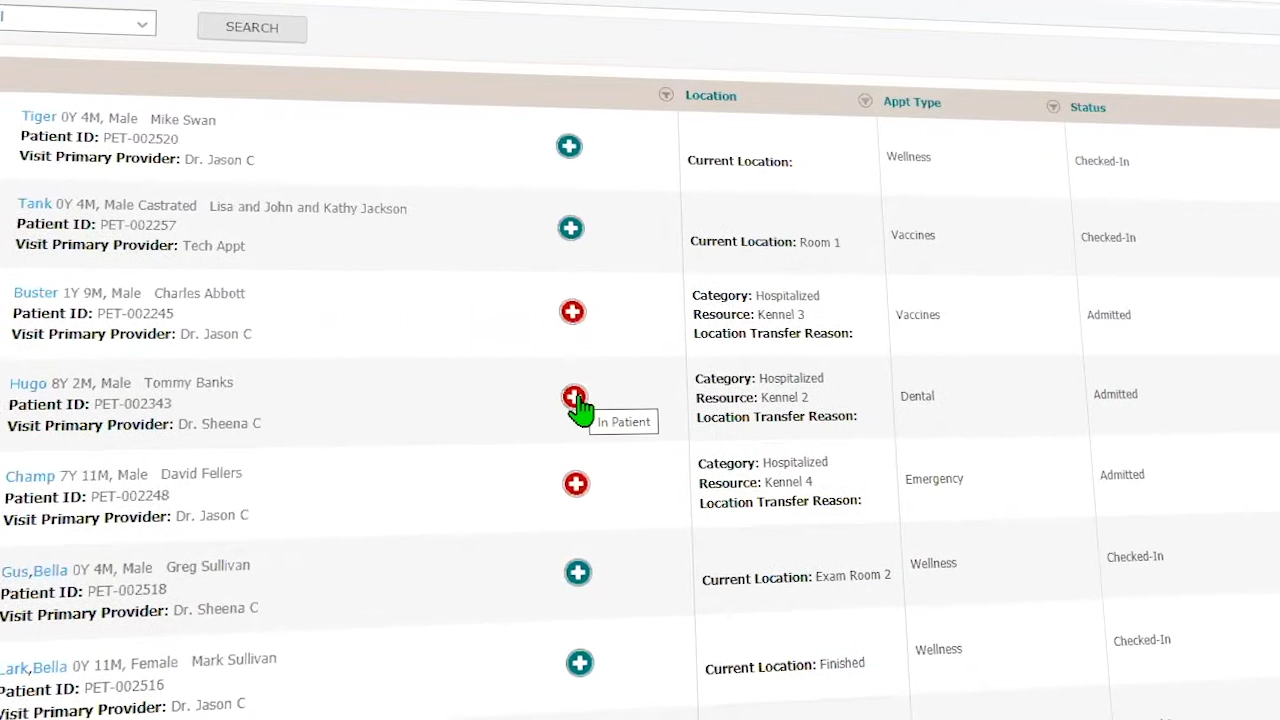 SEARCH
Location Appt Type Status
Tiger 0Y 4M, Male Mike Swan
Patient ID: PET-002520
Visit Primary Provider: Dr. Jason C
Current Location:
Wellness
Checked-In
Tank 0Y 4M, Male Castrated Lisa and John and Kathy Jackson
Patient ID: PET-002257
Visit Primary Provider: Tech Appt
Current Location: Room 1
Vaccines
Checked-In
Buster 1Y 9M, Male Charles Abbott
Patient ID: PET-002245
Visit Primary Provider: Dr. Jason C
Category: Hospitalized
Resource: Kennel 3
Location Transfer Reason:
Vaccines
Admitted
Hugo 8Y 2M, Male Tommy Banks
Patient ID: PET-002343
Visit Primary Provider: Dr. Sheena C
In Patient
Category: Hospitalized
Resource: Kennel 2
Location Transfer Reason:
Dental
Admitted
Champ 7Y 11M, Male David Fellers
Patient ID: PET-002248
Visit Primary Provider: Dr. Jason C
Category: Hospitalized
Resource: Kennel 4
Location Transfer Reason:
Emergency
Admitted
Gus,Bella 0Y 4M, Male Greg Sullivan
Patient ID: PET-002518
Visit Primary Provider: Dr. Sheena C
Current Location: Exam Room 2
Wellness
Checked-In
Lark,Bella 0Y 11M, Female Mark Sullivan
Patient ID: PET-002516
Visit Primary Provider: Dr. Jason C
Current Location: Finished
Wellness
Checked-In